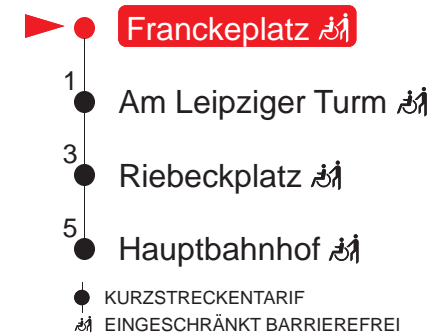 Franckeplatz
1
Am Leipziger Turm
3
Riebeckplatz
5
Hauptbahnhof
KURZSTRECKENTARIF
EINGESCHRÄNKT BARRIEREFREI